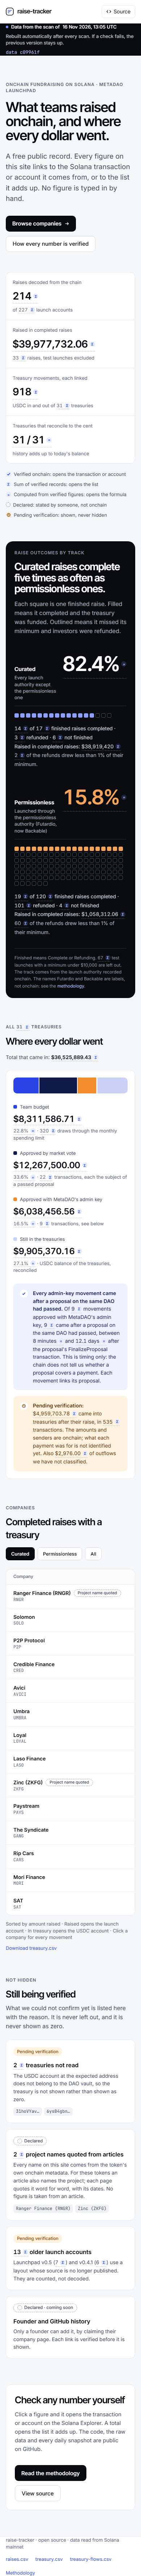 raise-tracker
<> Source
Data from the scan of 16 Nov 2026, 13:05 UTC
Rebuilt automatically after every scan. If a check fails, the
previous version stays up.
data c89961f
ONCHAIN FUNDRAISING ON SOLANA · METADAO
LAUNCHPAD
What teams raised
onchain, and where
every dollar went.
A free public record. Every figure on
this site links to the Solana transaction
or account it comes from, or to the list
it adds up. No figure is typed in by
hand.
Browse companies →
How every number is verified
Raises decoded from the chain
214
of 227 launch accounts
Raised in completed raises
$39,977,732.06
33 raises, test launches excluded
Treasury movements, each linked
918
USDC in and out of 31 treasuries
Treasuries that reconcile to the cent
31/31
history adds up to today's balance
Verified onchain: opens the transaction or account
Sum of verified records: opens the list
Computed from verified figures: opens the formula
Declared: stated by someone, not onchain
Pending verification: shown, never hidden
RAISE OUTCOMES BY TRACK
Curated raises complete
five times as often as
permissionless ones.
Each square is one finished raise. Filled
means it completed and the team was
funded. Outlined means it missed its
minimum and investors were refunded.
Curated
Every launch
authority except
the permissionless
one
82.4%
14 of 17 finished raises completed ·
3 refunded · 6 not finished
Raised in completed raises: $38,919,420
2 of the refunds drew less than 1% of their
minimum.
Permissionless
Launched through
the permissionless
authority (Futardio,
now Backable)
15.8%
19 of 120 finished raises completed ·
101 refunded · 4 not finished
Raised in completed raises: $1,058,312.06
60 of the refunds drew less than 1% of
their minimum.
Finished means Complete or Refunding. 67 test
launches with a minimum under $10,000 are left out.
The track comes from the launch authority recorded
onchain. The names Futardio and Backable are labels,
not onchain; see the methodology.
ALL 31 TREASURIES
Where every dollar went
Total that came in: $36,525,889.43
Team budget
$8,311,586.71
22.8% · 320 draws through the monthly
spending limit
Approved by market vote
$12,267,500.00
33.6% · 22 transactions, each the subject of
a passed proposal
Approved with MetaDAO's admin key
$6,038,456.56
16.5% · 9 transactions, see below
Still in the treasuries
$9,905,370.16
27.1% · USDC balance of the treasuries,
reconciled
Every admin-key movement came
after a proposal on the same DAO
had passed. Of 9 movements
approved with MetaDAO's admin
key, 9 came after a proposal on
the same DAO had passed, between
8 minutes and 12.1 days after
the proposal's FinalizeProposal
transaction. This is timing only: the
chain does not tell us whether a
proposal covers a payment. Each
movement links its proposal.
Pending verification:
$4,959,703.78 came into
treasuries after their raise, in 535
transactions. The amounts and
senders are onchain; what each
payment was for is not identified
yet. Also $2,976.00 of outflows
we have not classified.
COMPANIES
Completed raises with a
treasury
Curated
Permissionless
All
Company
Ranger Finance (RNGR) Project name quoted
RNGR
Solomon
SOLO
P2P Protocol
P2P
Credible Finance
CRED
Avici
AVICI
Umbra
UMBRA
Loyal
LOYAL
Laso Finance
LASO
Zinc (ZKFG) Project name quoted
ZKFG
Paystream
PAYS
The Syndicate
Rip Cars
CARS
Mori Finance
MORI
SAT
SAT
Sorted by amount raised · Raised opens the launch
account · In treasury opens the USDC account · Click a
company for every movement
Download treasury.csv
NOT HIDDEN
Still being verified
What we could not confirm yet is listed here
with the reason. It is never left out, and it is
never shown as zero.
Pending verification
2 treasuries not read
The USDC account at the expected address
does not belong to the DAO vault, so the
treasury is not shown rather than shown as
zero.
Declared
2 project names quoted from articles
Every name on this site comes from the token's
own onchain metadata. For these tokens an
article also names the project; each page
quotes it word for word, with its dates. No
figure is taken from an article.
Ranger Finance (RNGR)
Zinc (ZKFG)
Pending verification
13 older launch accounts
Launchpad v0.5 (7) and v0.4.1 (6) use a
layout whose source is no longer published.
They are counted, not decoded.
Declared · coming soon
Founder and GitHub history
Only a founder can add it, by claiming their
company page. Each link is verified before it is
shown.
Check any number yourself
Click a figure and it opens the transaction
or account on the Solana Explorer. A total
opens the list it adds up. The code, the raw
data and every daily snapshot are public
on GitHub.
Read the methodology
View source
raise-tracker · open source · data read from Solana
mainnet
raises.csv treasury.csv treasury-flows.csv
Methodology